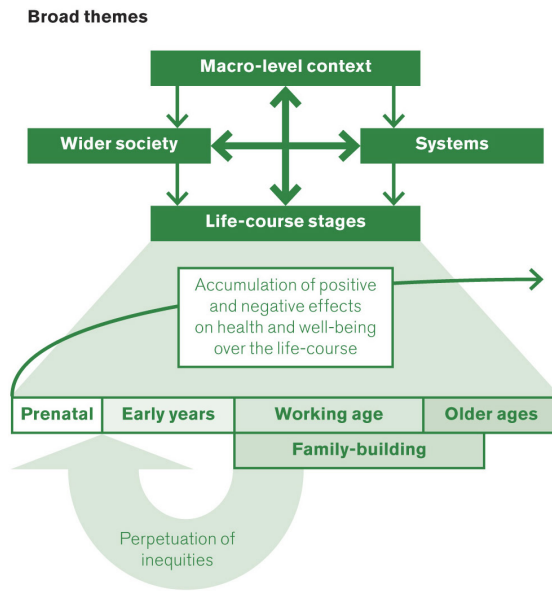 Broad themes
Macro-level context
Wider society
Systems
Life-course stages
Accumulation of positive
and negative effects
on health and well-being
over the life-course
Prenatal
Early years
Working age
Older ages
Family-building
Perpetuation of
inequities